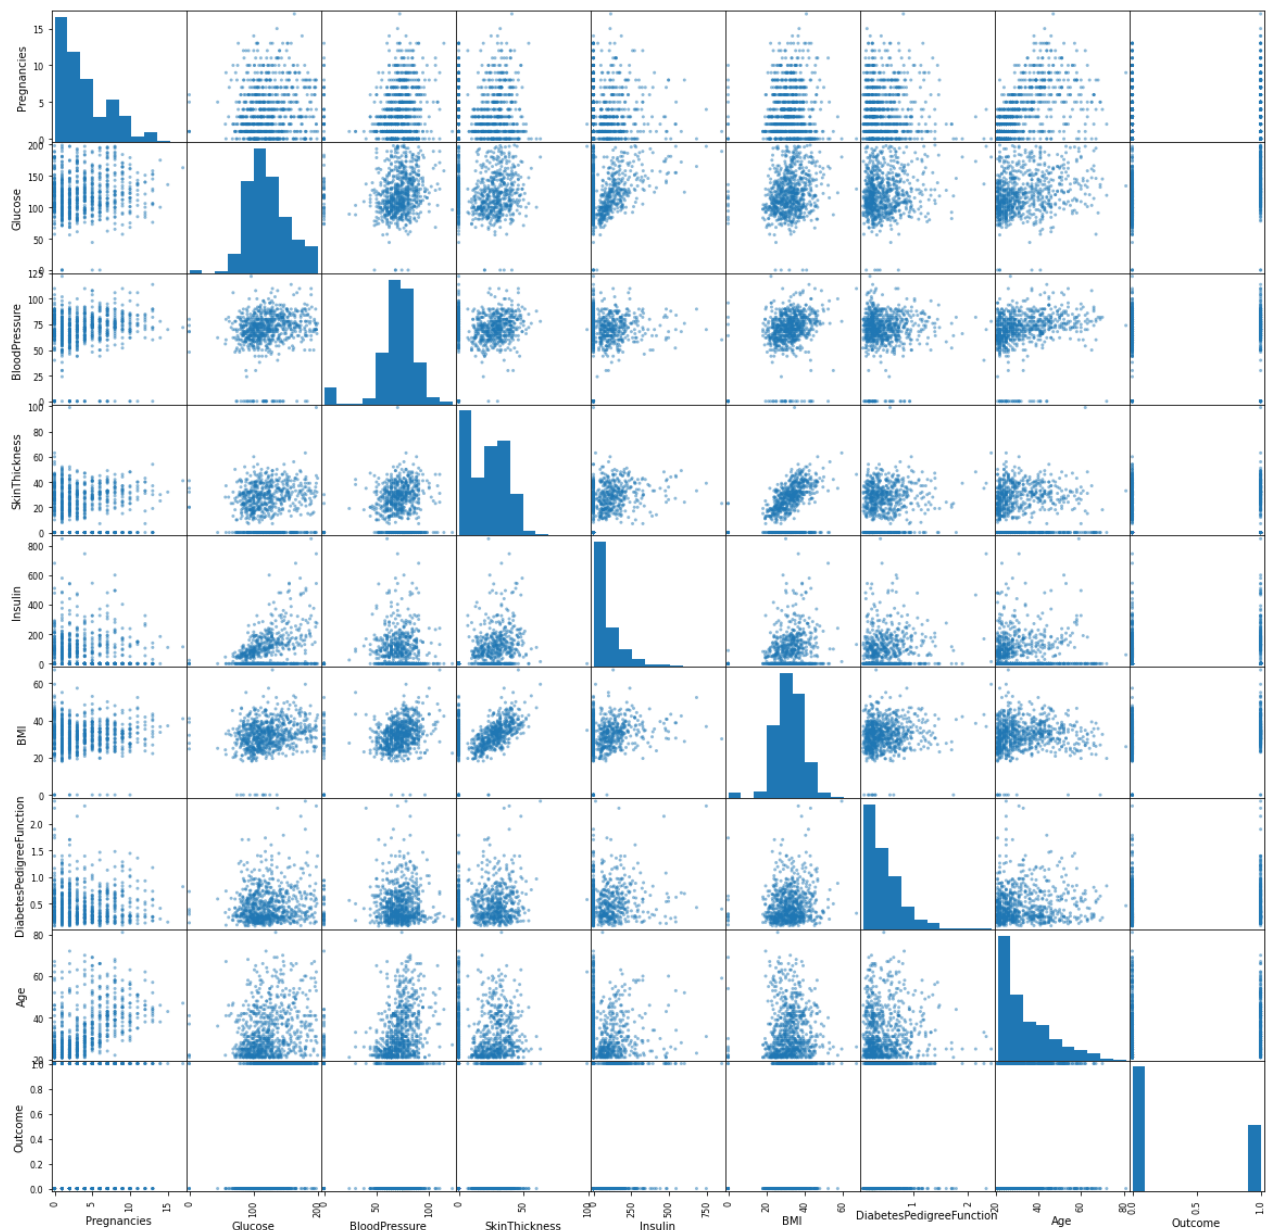 Pregnancies
15
10
5
0
Glucose
200
150
100
50
0
BloodPressure
125
100
75
50
25
0
SkinThickness
100
80
60
40
20
0
Insulin
800
600
400
200
0
BMI
60
40
20
0
DiabetesPedigreeFunction
2.0
1.5
1.0
0.5
Age
80
60
40
20
Outcome
1.0
0.8
0.6
0.4
0.2
0.0
0 5 10 15
0 100 200
0 50 100
0 50 100
0 250 500 750
0 20 40 60
1 2
20 40 60 80
0.0 0.5 1.0
Pregnancies Glucose BloodPressure SkinThickness Insulin BMI DiabetesPedigreeFunction Age Outcome